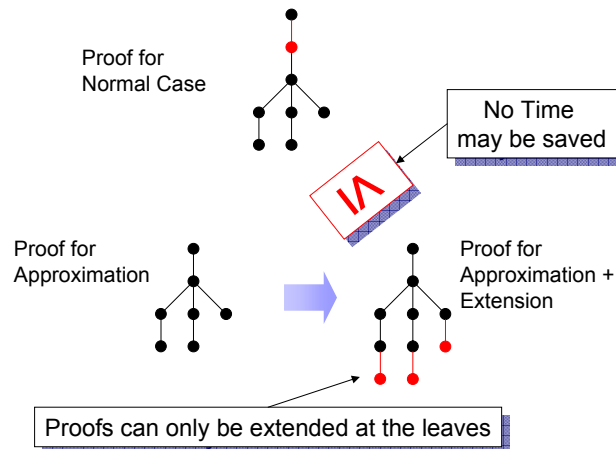 Proof for
Normal Case
No Time
may be saved
≤
Proof for
Approximation
Proof for
Approximation +
Extension
Proofs can only be extended at the leaves